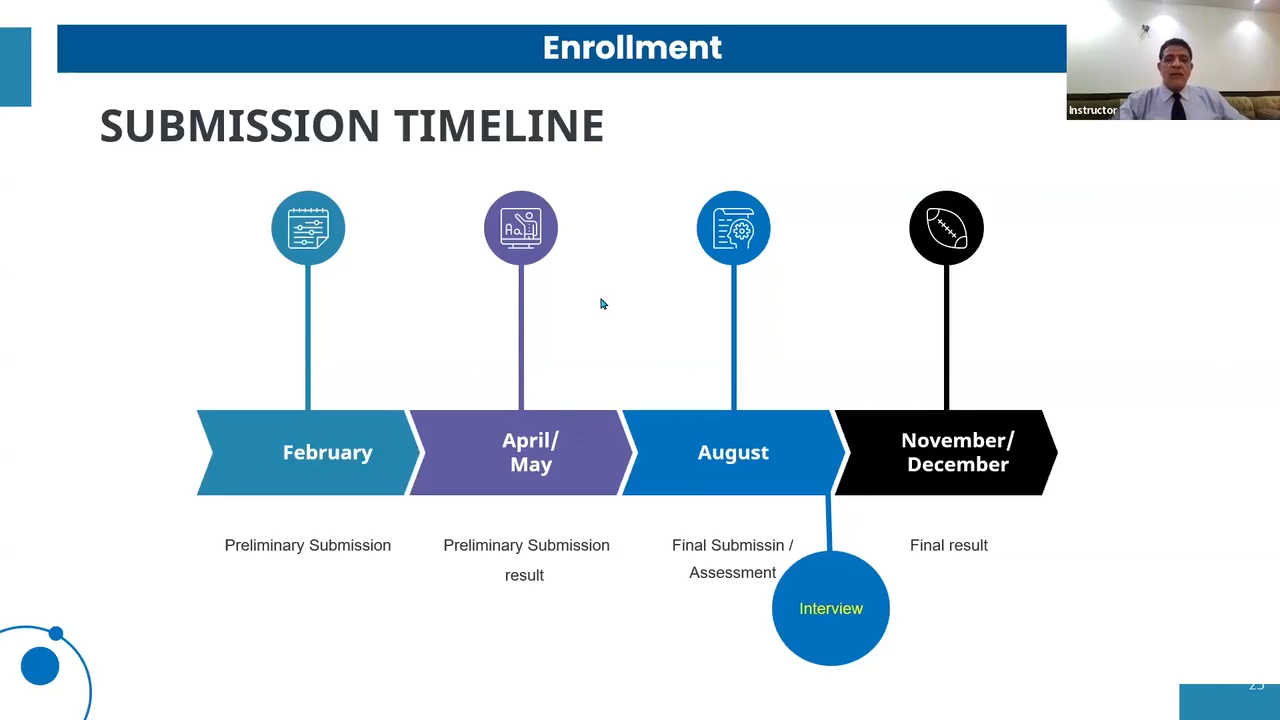 Enrollment
Instructor
SUBMISSION TIMELINE
Aa
February
April/
May
August
November/
December
Preliminary Submission
Preliminary Submission
result
Final Submissin /
Assessment
Final result
Interview